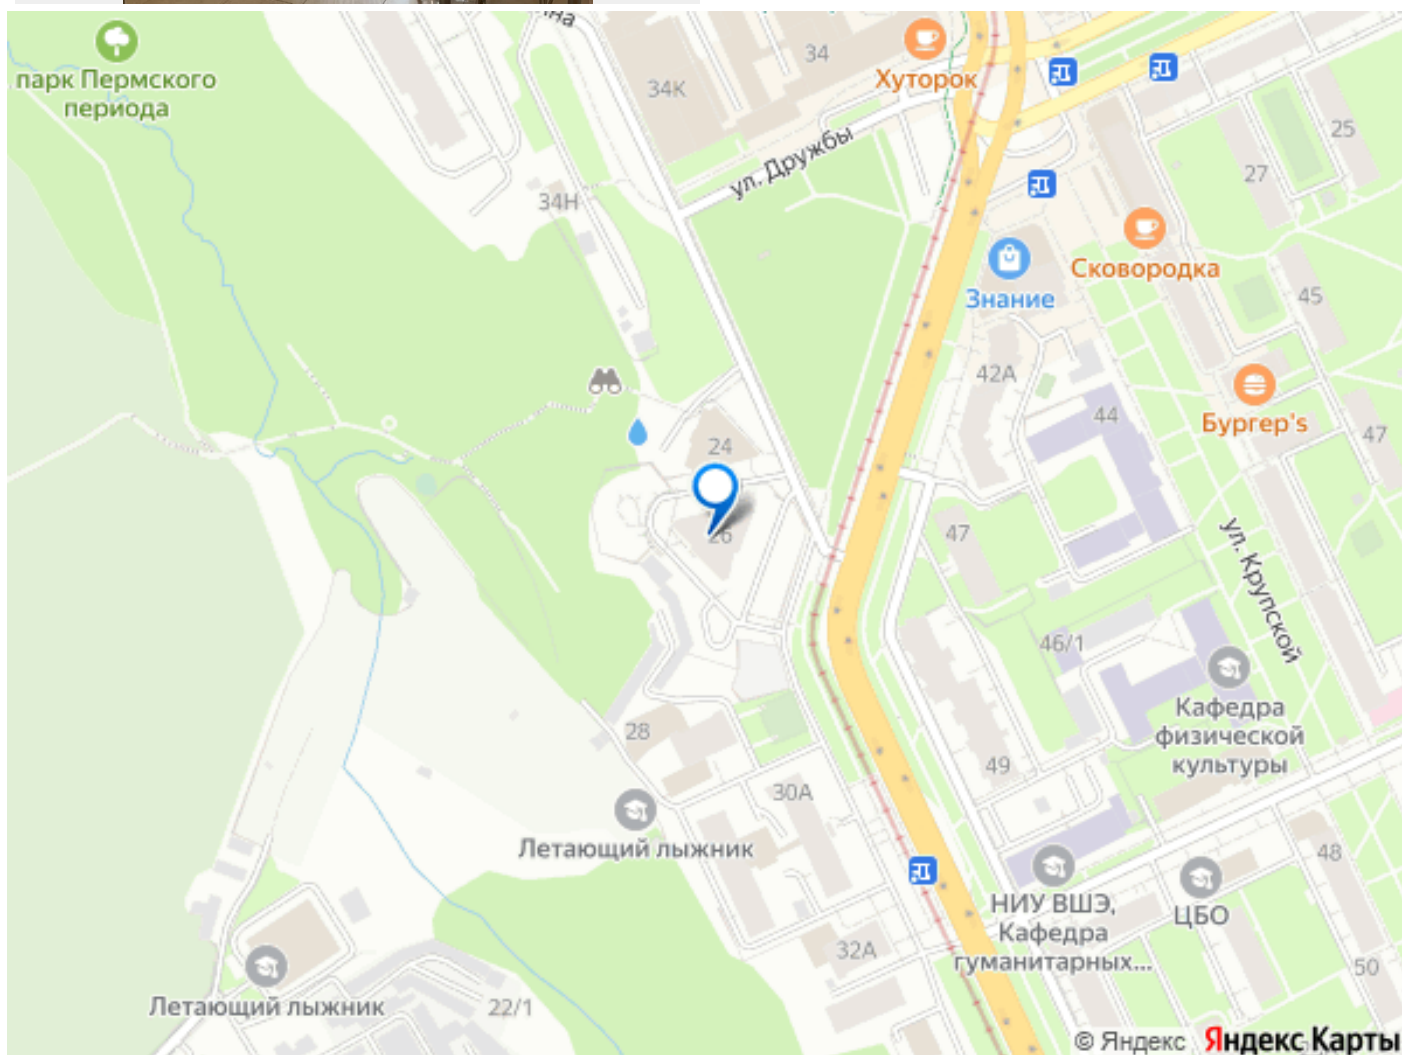 парк Пермского
периода
34К
34
Хуторок
ул. Дружбы
25
27
34Н
Сковородка
Знание
45
42А
44
Бургер's
47
24
26
47
ул. Крупской
46/1
Кафедра
физической
культуры
28
49
30А
Летающий лыжник
48
НИУ ВШЭ,
Кафедра
гуманитарных...
ЦБО
32А
50
Летающий лыжник
22/1
© Яндекс Яндекс Карты